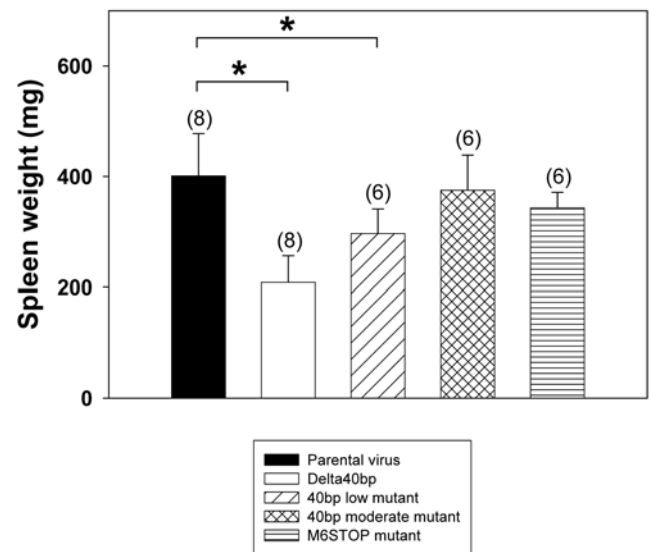 *
*
(8)
(8)
(6)
(6)
(6)
Spleen weight (mg)
600
400
200
0
Parental virus
Delta40bp
40bp low mutant
40bp moderate mutant
M6STOP mutant